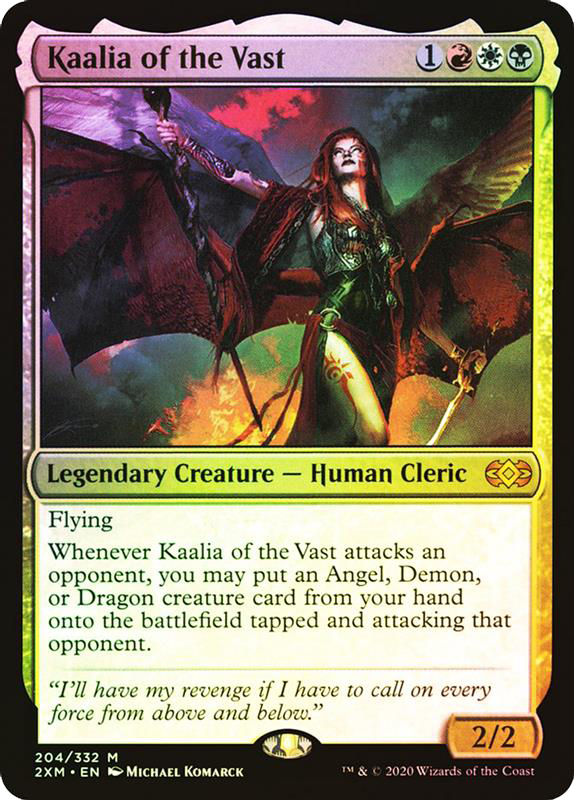 Kaalia of the Vast 1
Legendary Creature — Human Cleric
Flying
Whenever Kaalia of the Vast attacks an
opponent, you may put an Angel, Demon,
or Dragon creature card from your hand
onto the battlefield tapped and attacking that
opponent.
“I’ll have my revenge if I have to call on every
force from above and below.”
2/2
204/332 M
2XM • EN Michael Komarck
™ & © 2020 Wizards of the Coast